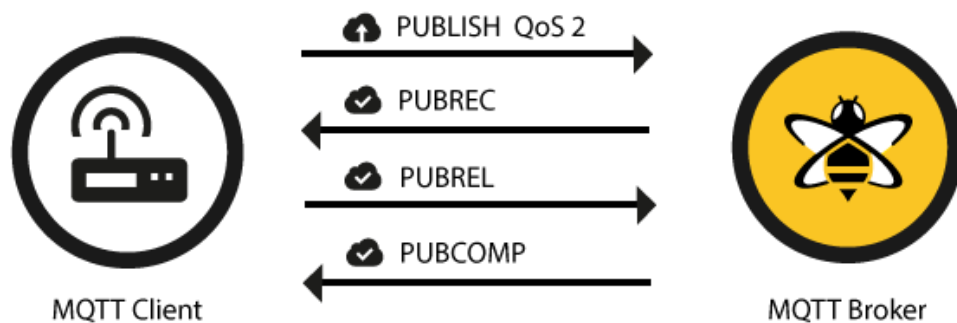 PUBLISH QoS 2
PUBREC
PUBREL
PUBCOMP
MQTT Client
MQTT Broker